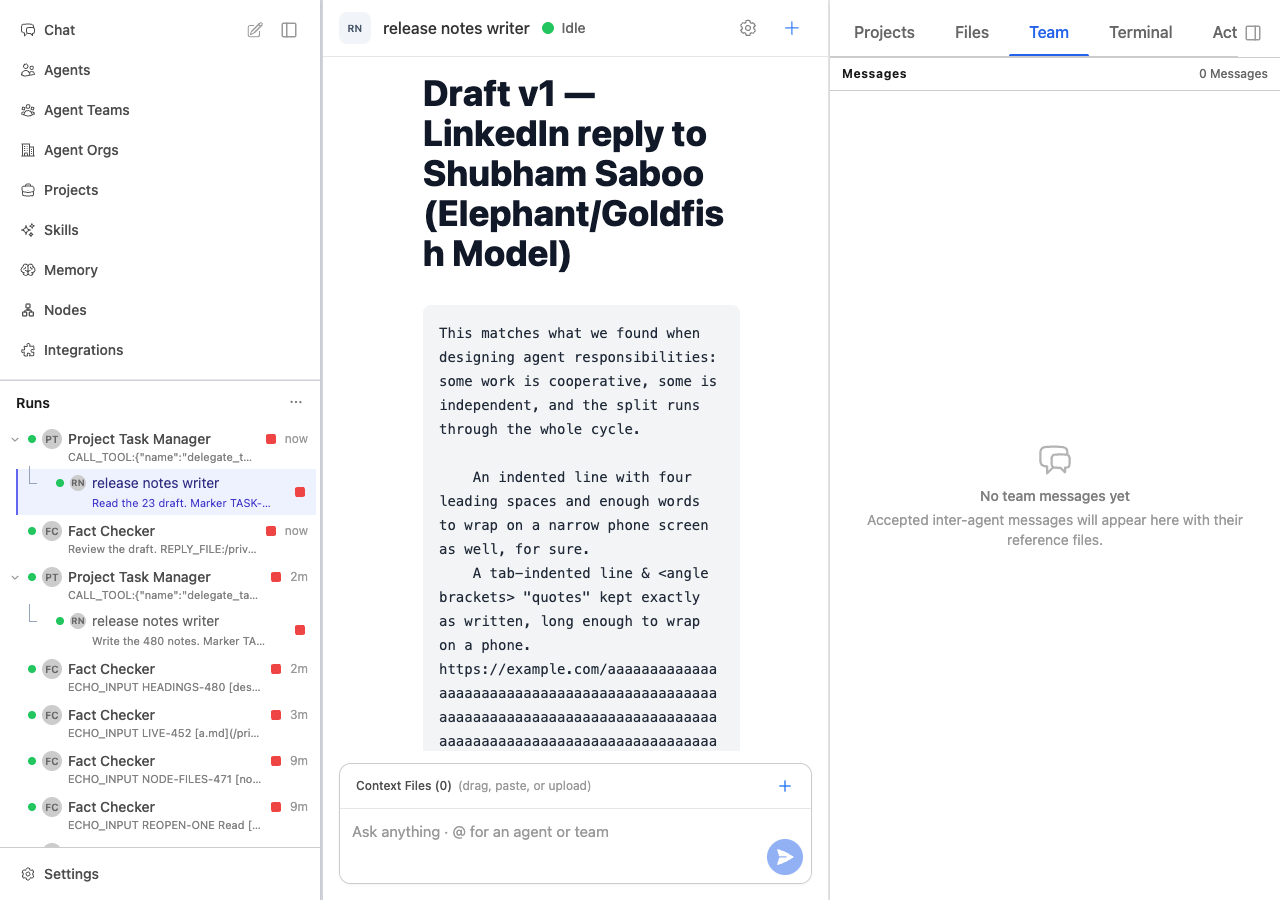 Chat
Agents
Agent Teams
Agent Orgs
Projects
Skills
Memory
Nodes
Integrations
Runs
...
PT Project Task Manager now
CALL_TOOL:{"name":"delegate_t...
RN release notes writer
Read the 23 draft. Marker TASK-...
FC Fact Checker now
Review the draft. REPLY_FILE:/priv...
PT Project Task Manager 2m
CALL_TOOL:{"name":"delegate_ta...
RN release notes writer
Write the 480 notes. Marker TA...
FC Fact Checker 2m
ECHO_INPUT HEADINGS-480 [des...
FC Fact Checker 3m
ECHO_INPUT LIVE-452 [a.md](/pri...
FC Fact Checker 9m
ECHO_INPUT NODE-FILES-471 [no...
FC Fact Checker 9m
ECHO_INPUT REOPEN-ONE Read [...
Settings
RN release notes writer Idle
Draft v1 —
LinkedIn reply to
Shubham Saboo
(Elephant/Goldfis
h Model)
This matches what we found when
designing agent responsibilities:
some work is cooperative, some is
independent, and the split runs
through the whole cycle.
An indented line with four
leading spaces and enough words
to wrap on a narrow phone screen
as well, for sure.
A tab-indented line & <angle
brackets> "quotes" kept exactly
as written, long enough to wrap
on a phone.
https://example.com/aaaaaaaaaaaaa
aaaaaaaaaaaaaaaaaaaaaaaaaaaaaaaaa
aaaaaaaaaaaaaaaaaaaaaaaaaaaaaaaaa
aaaaaaaaaaaaaaaaaaaaaaaaaaaaaaaaa
Context Files (0) (drag, paste, or upload)
Ask anything · @ for an agent or team
Projects Files Team Terminal Act
Messages 0 Messages
No team messages yet
Accepted inter-agent messages will appear here with their
reference files.